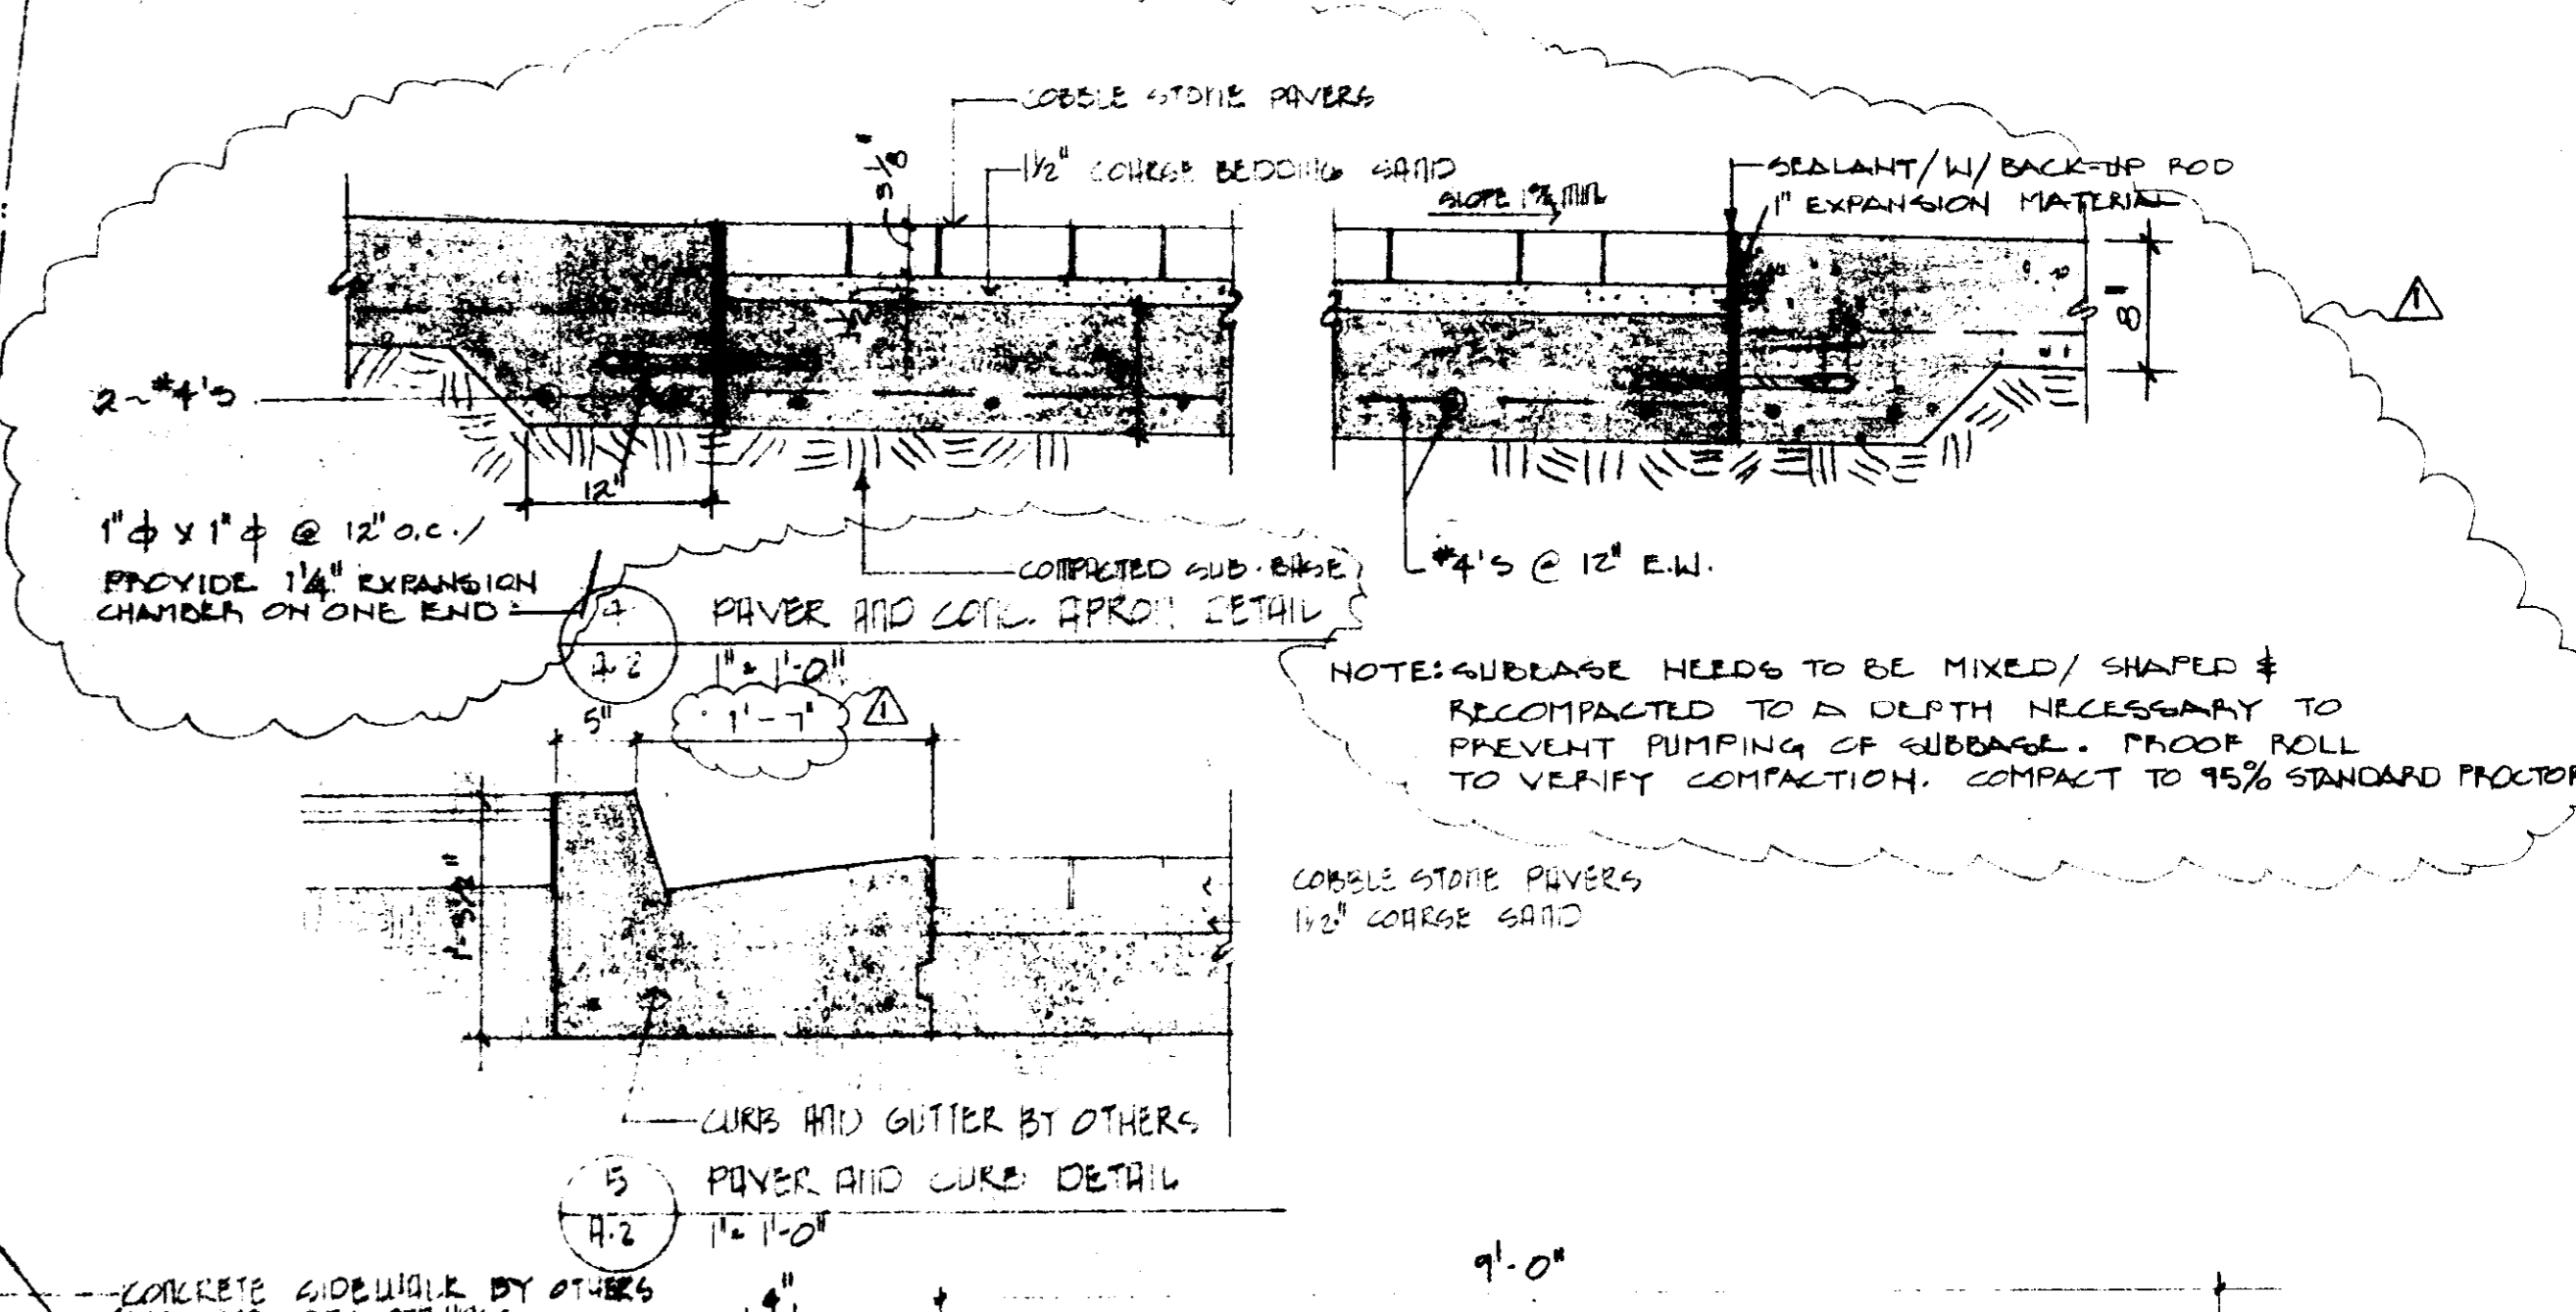 COBBLE STONE PAVERS
1½" COARSE BEDDING SAND
3⅛"
1½"
SLOPE 1% MIN.
SEALANT/W/BACK-UP ROD
1" EXPANSION MATERIAL
8"
1
2~#4'S
12"
1"ϕ X 1"ϕ @ 12" O.C./
PROVIDE 1¼" EXPANSION
CHAMBER ON ONE END
COMPACTED SUB-BASE
#4'S @ 12" E.W.
4
A-2
PAVER AND CONC. APRON DETAIL
1" = 1'-0"
NOTE: SUBBASE NEEDS TO BE MIXED/ SHAPED &
RECOMPACTED TO A DEPTH NECESSARY TO
PREVENT PUMPING OF SUBBASE. PROOF ROLL
TO VERIFY COMPACTION. COMPACT TO 95% STANDARD PROCTOR
5"
1'-7"
1
COBBLE STONE PAVERS
1½" COARSE SAND
CURB AND GUTTER BY OTHERS
5
A.2
PAVER AND CURB DETAIL
1" = 1'-0"
9'-0"
4"
CONCRETE SIDEWALK BY OTHERS